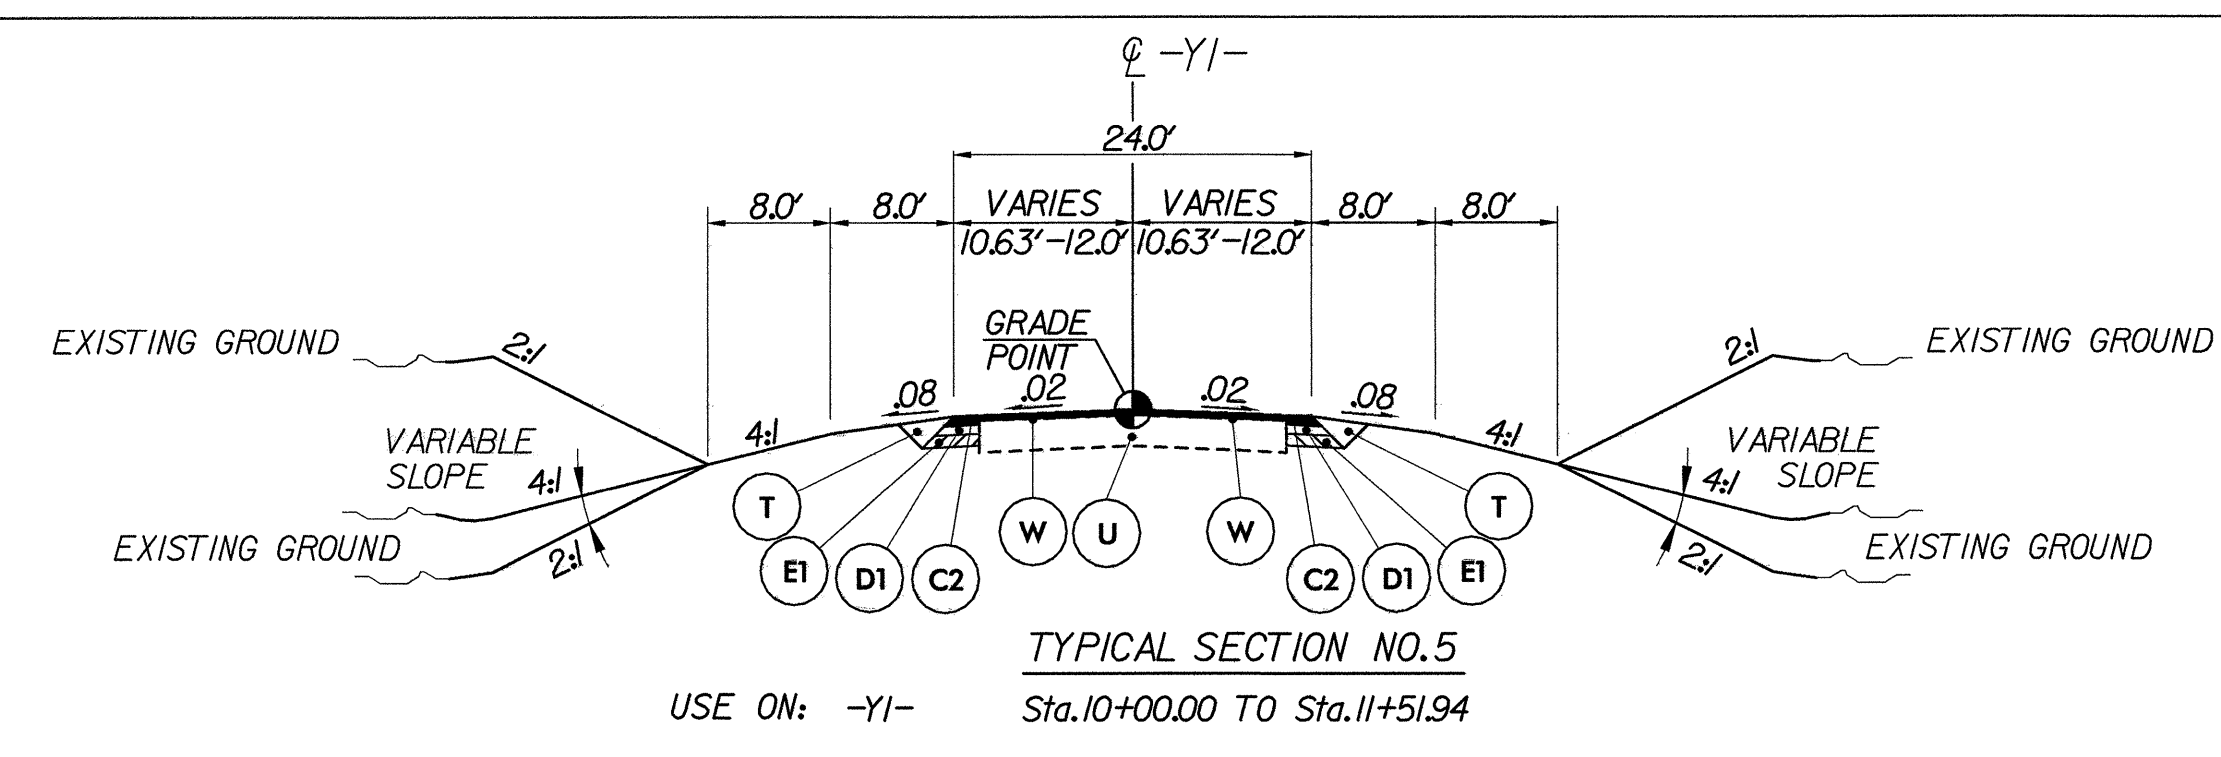 ℄ -Y1-
24.0'
8.0' 8.0' VARIES VARIES 8.0' 8.0'
10.63'-12.0' 10.63'-12.0'
GRADE
POINT
EXISTING GROUND 2:1 2:1 EXISTING GROUND
.08 .02 .02 .08
VARIABLE
SLOPE
4:1 4:1
4:1 4:1
VARIABLE
SLOPE
EXISTING GROUND 2:1 2:1 EXISTING GROUND
T W U W T
E1 D1 C2 C2 D1 E1
TYPICAL SECTION NO.5
USE ON: -Y1- Sta.10+00.00 TO Sta.11+51.94